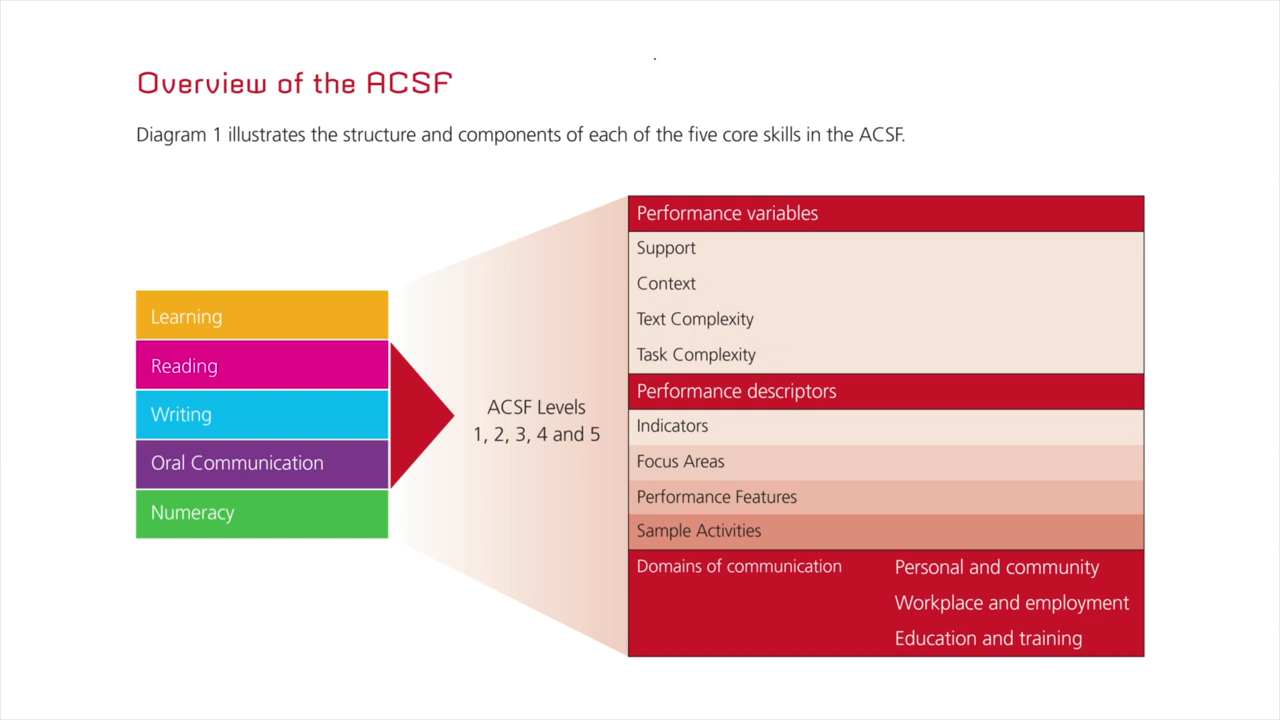 Overview of the ACSF
Diagram 1 illustrates the structure and components of each of the five core skills in the ACSF.
Learning
Reading
Writing
Oral Communication
Numeracy
ACSF Levels
1, 2, 3, 4 and 5
Performance variables
Support
Context
Text Complexity
Task Complexity
Performance descriptors
Indicators
Focus Areas
Performance Features
Sample Activities
Domains of communication
Personal and community
Workplace and employment
Education and training